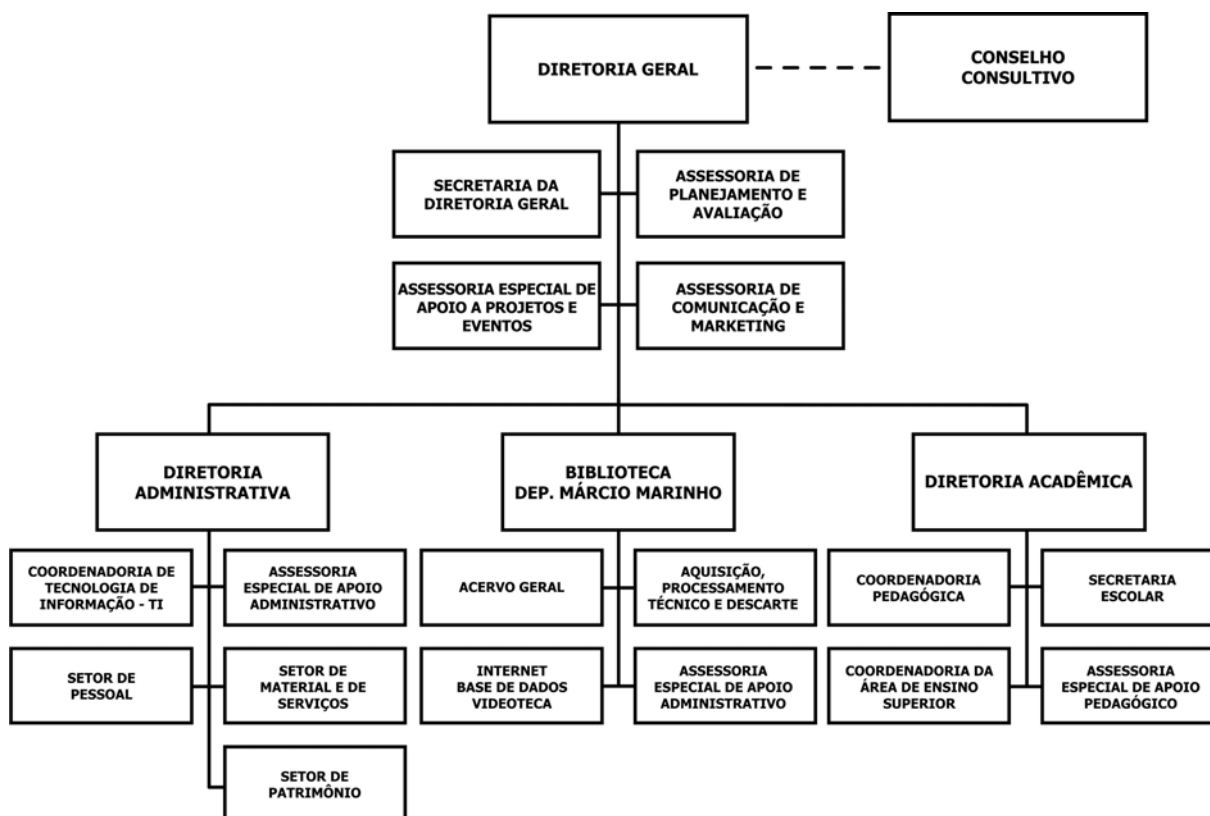 DIRETORIA GERAL
CONSELHO
CONSULTIVO
SECRETARIA DA
DIRETORIA GERAL
ASSESSORIA DE
PLANEJAMENTO E
AVALIAÇÃO
ASSESSORIA ESPECIAL DE
APOIO A PROJETOS E
EVENTOS
ASSESSORIA DE
COMUNICAÇÃO E
MARKETING
DIRETORIA
ADMINISTRATIVA
BIBLIOTECA
DEP. MÁRCIO MARINHO
DIRETORIA ACADÊMICA
COORDENADORIA DE
TECNOLOGIA DE
INFORMAÇÃO - TI
ASSESSORIA
ESPECIAL DE APOIO
ADMINISTRATIVO
ACERVO GERAL
AQUISIÇÃO,
PROCESSAMENTO
TÉCNICO E DESCARTE
COORDENADORIA
PEDAGÓGICA
SECRETARIA
ESCOLAR
SETOR DE
PESSOAL
SETOR DE
MATERIAL E DE
SERVIÇOS
INTERNET
BASE DE DADOS
VIDEOTECA
ASSESSORIA
ESPECIAL DE APOIO
ADMINISTRATIVO
COORDENADORIA DA
ÁREA DE ENSINO
SUPERIOR
ASSESSORIA
ESPECIAL DE APOIO
PEDAGÓGICO
SETOR DE
PATRIMÔNIO